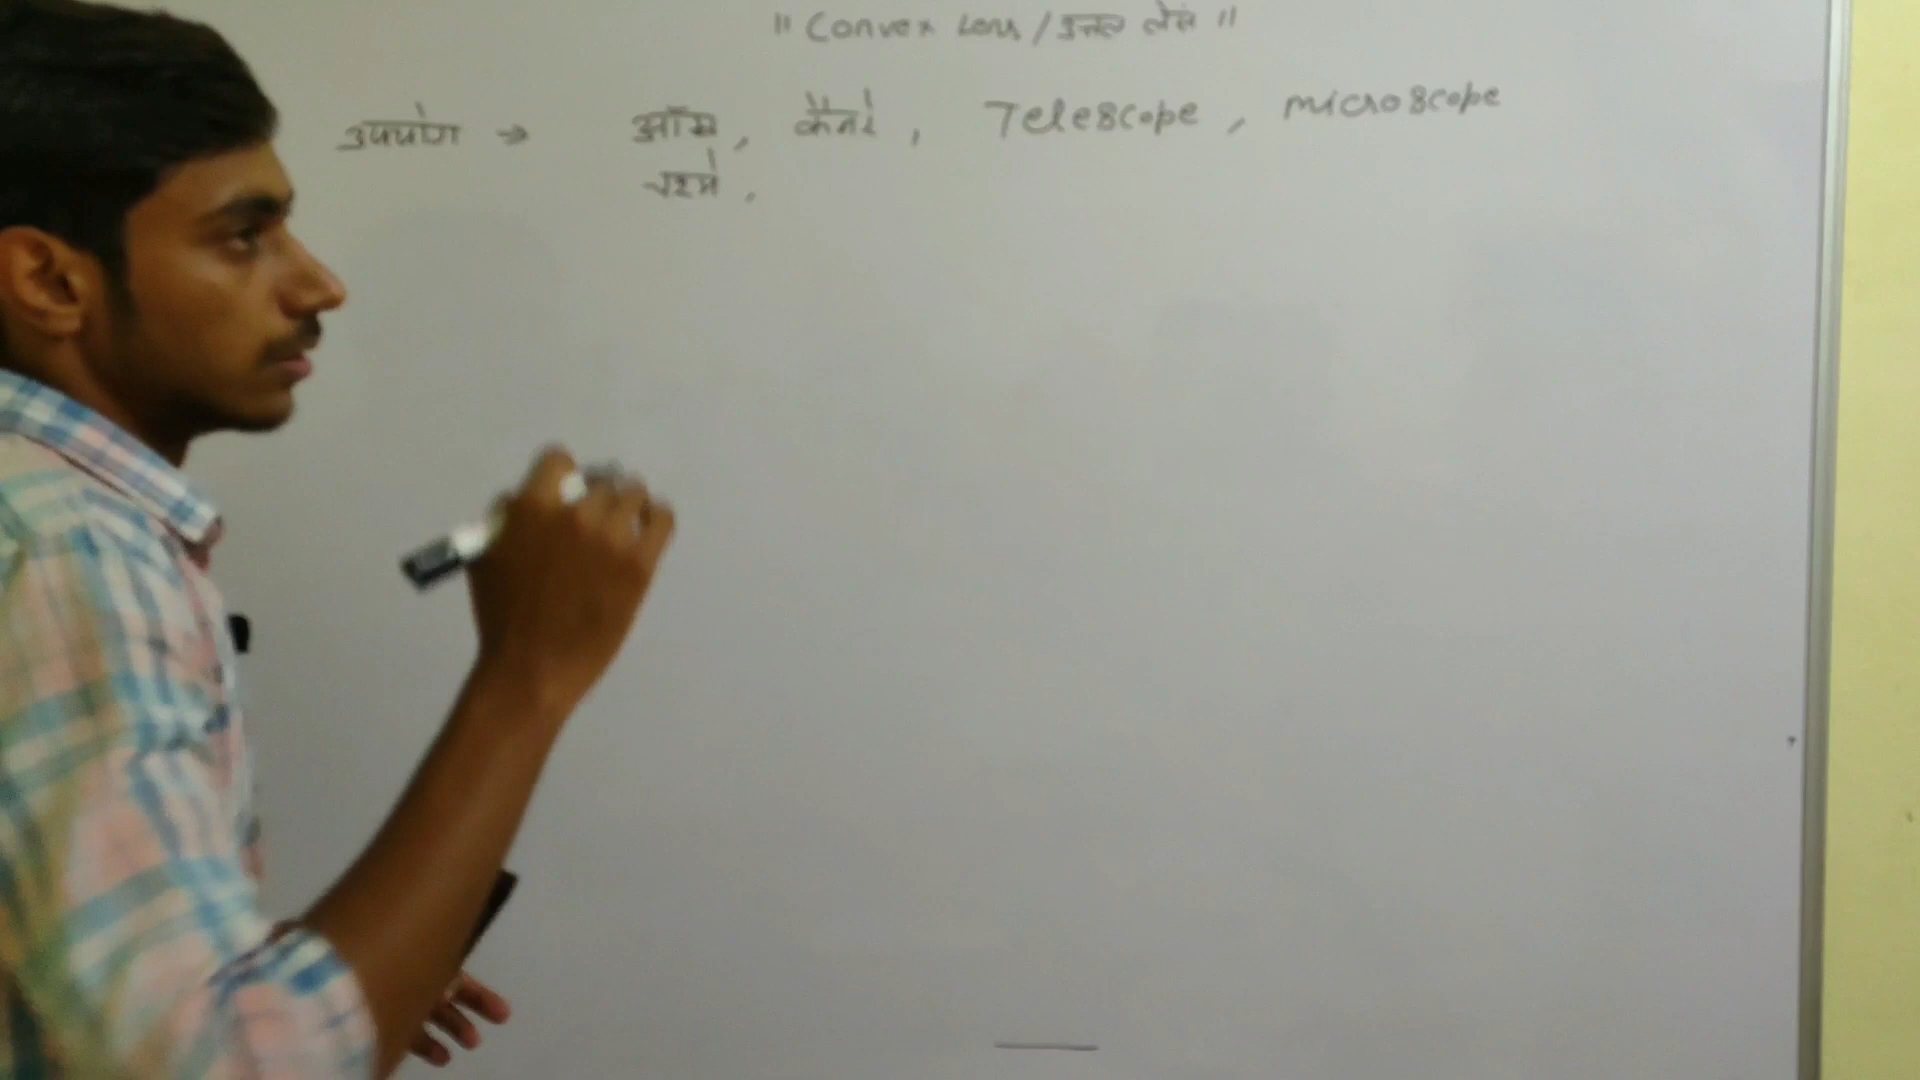 " Convex Lens / उत्तल लेंस "
उपयोग → आँख, कैमरे, Telescope, microscope
चश्मे,